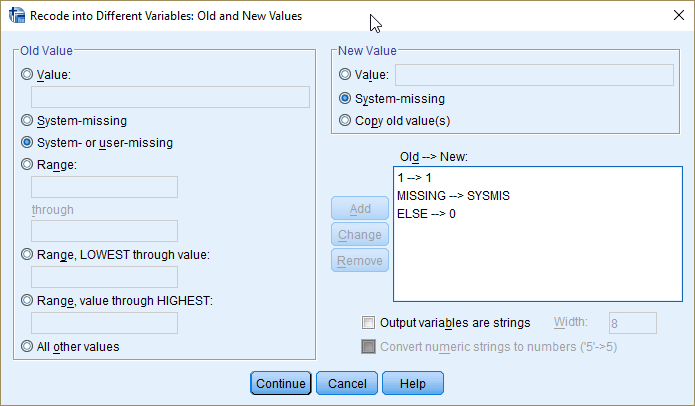 Recode into Different Variables: Old and New Values
Old Value
Value:
System-missing
System- or user-missing
Range:
through
Range, LOWEST through value:
Range, value through HIGHEST:
All other values
New Value
Value:
System-missing
Copy old value(s)
Old --> New:
1 --> 1
MISSING --> SYSMIS
ELSE --> 0
Add
Change
Remove
Output variables are strings
Width:
8
Convert numeric strings to numbers ('5'->5)
Continue
Cancel
Help